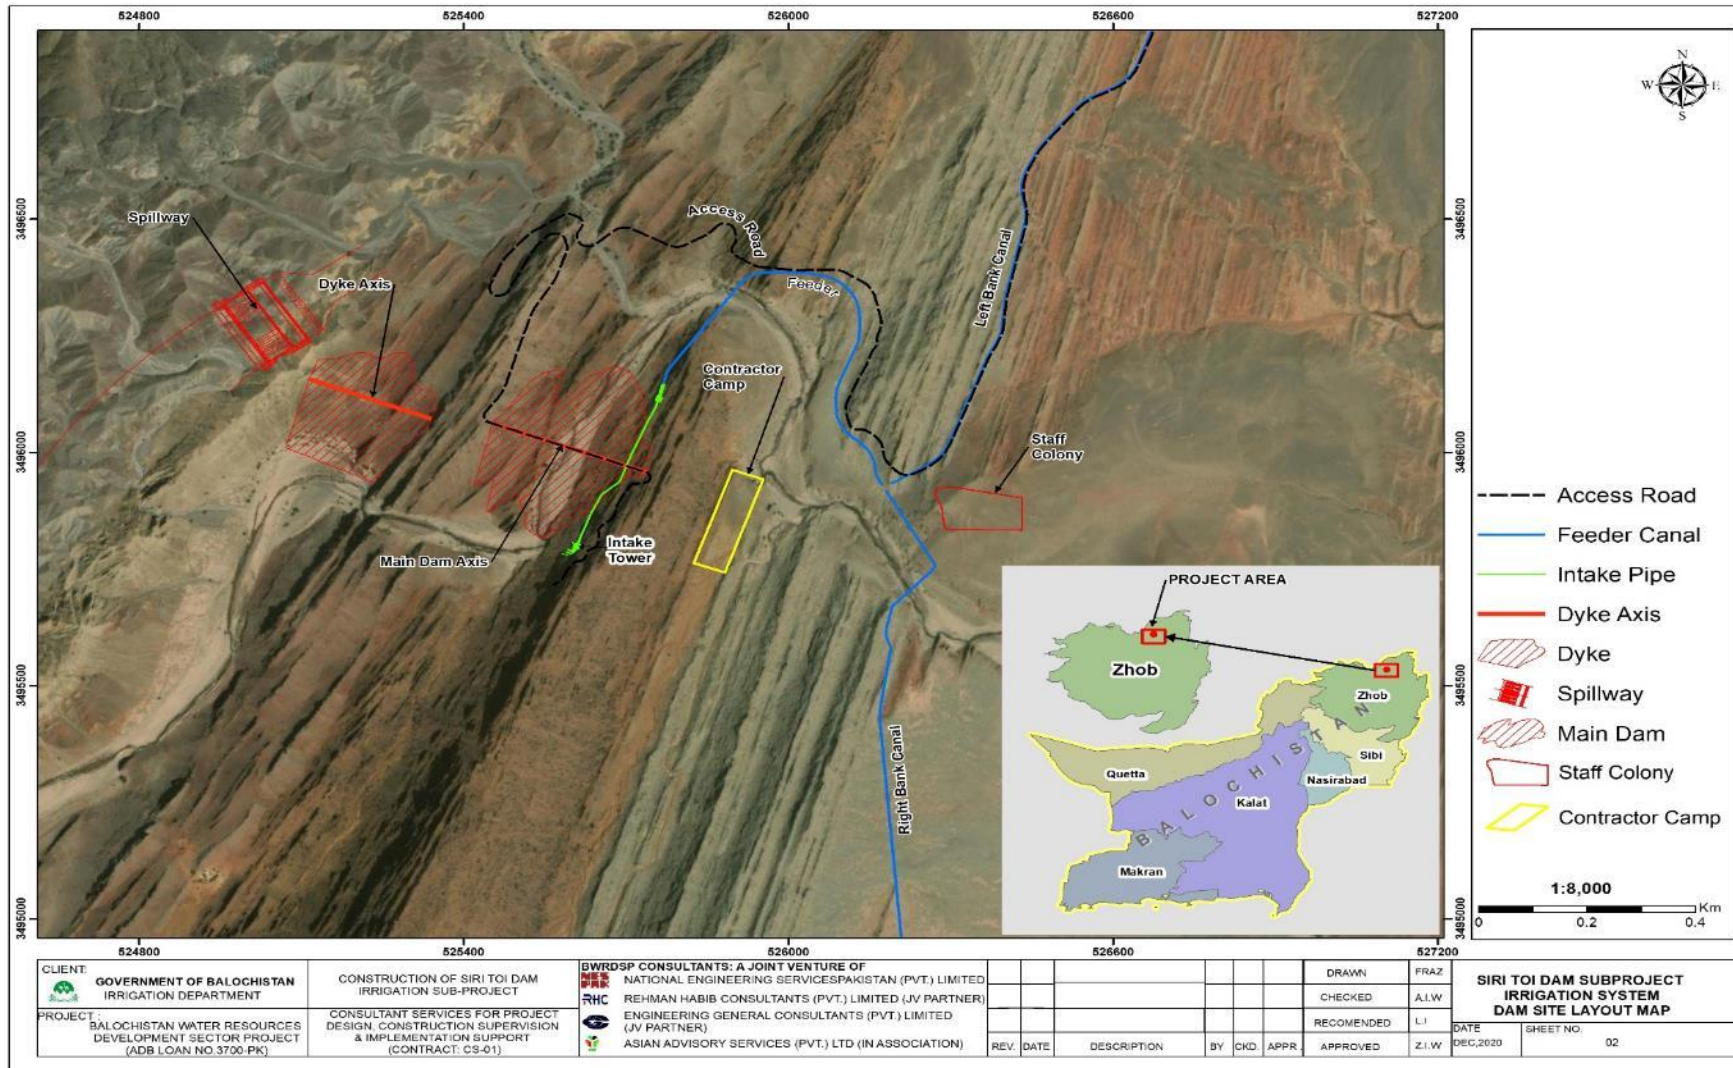 524800
525400
526000
526600
527200
3496500
3496000
3495500
3495000
3496500
3496000
3495500
3495000
Spillway
Dyke Axis
Access Road
Feeder
Left Bank Canal
Contractor
Camp
Staff
Colony
Main Dam Axis
Intake
Tower
Right Bank Canal
PROJECT AREA
Zhob
Zhob
BALOCHISTAN
Sibi
Quetta
Nasirabad
Kalat
Makran
N
W
E
S
Access Road
Feeder Canal
Intake Pipe
Dyke Axis
Dyke
Spillway
Main Dam
Staff Colony
Contractor Camp
1:8,000
Km
0 0.2 0.4
524800
525400
526000
526600
527200
CLIENT:
GOVERNMENT OF BALOCHISTAN
IRRIGATION DEPARTMENT
PROJECT :
BALOCHISTAN WATER RESOURCES
DEVELOPMENT SECTOR PROJECT
(ADB LOAN NO.3700-PK)
CONSTRUCTION OF SIRI TOI DAM
IRRIGATION SUB-PROJECT
CONSULTANT SERVICES FOR PROJECT
DESIGN, CONSTRUCTION SUPERVISION
& IMPLEMENTATION SUPPORT
(CONTRACT: CS-01)
BWRDSP CONSULTANTS: A JOINT VENTURE OF
NES PAK NATIONAL ENGINEERING SERVICESPAKISTAN (PVT.) LIMITED
RHC REHMAN HABIB CONSULTANTS (PVT.) LIMITED (JV PARTNER)
ENGINEERING GENERAL CONSULTANTS (PVT.) LIMITED
(JV PARTNER)
ASIAN ADVISORY SERVICES (PVT.) LTD (IN ASSOCIATION)
REV. DATE DESCRIPTION BY CKD. APPR.
DRAWN FRAZ
CHECKED A.I.W
RECOMENDED L.I
APPROVED Z.I.W
SIRI TOI DAM SUBPROJECT
IRRIGATION SYSTEM
DAM SITE LAYOUT MAP
DATE
DEC,2020
SHEET NO.
02